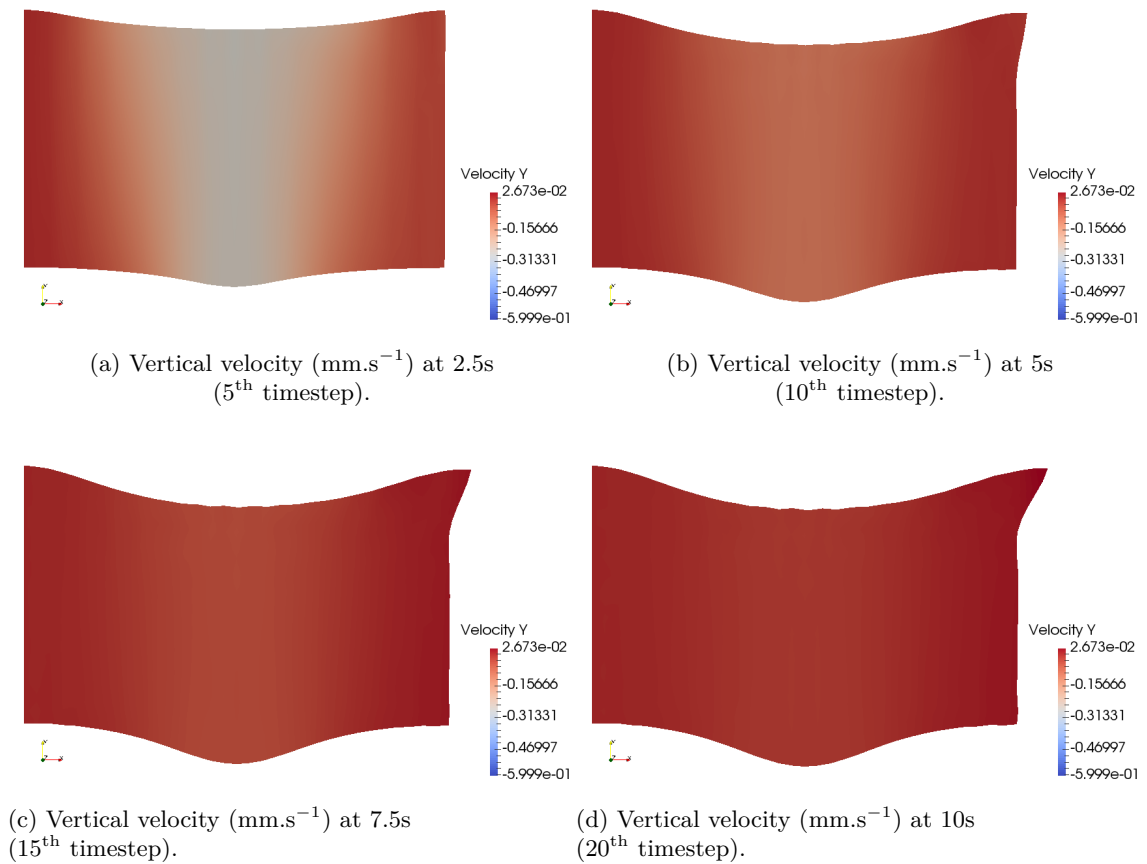 Velocity Y
2.673e-02
-0.15666
-0.31331
-0.46997
-5.999e-01
(a) Vertical velocity (mm.s⁻¹) at 2.5s
(5ᵗʰ timestep).
Velocity Y
2.673e-02
-0.15666
-0.31331
-0.46997
-5.999e-01
(b) Vertical velocity (mm.s⁻¹) at 5s
(10ᵗʰ timestep).
Velocity Y
2.673e-02
-0.15666
-0.31331
-0.46997
-5.999e-01
(c) Vertical velocity (mm.s⁻¹) at 7.5s
(15ᵗʰ timestep).
Velocity Y
2.673e-02
-0.15666
-0.31331
-0.46997
-5.999e-01
(d) Vertical velocity (mm.s⁻¹) at 10s
(20ᵗʰ timestep).